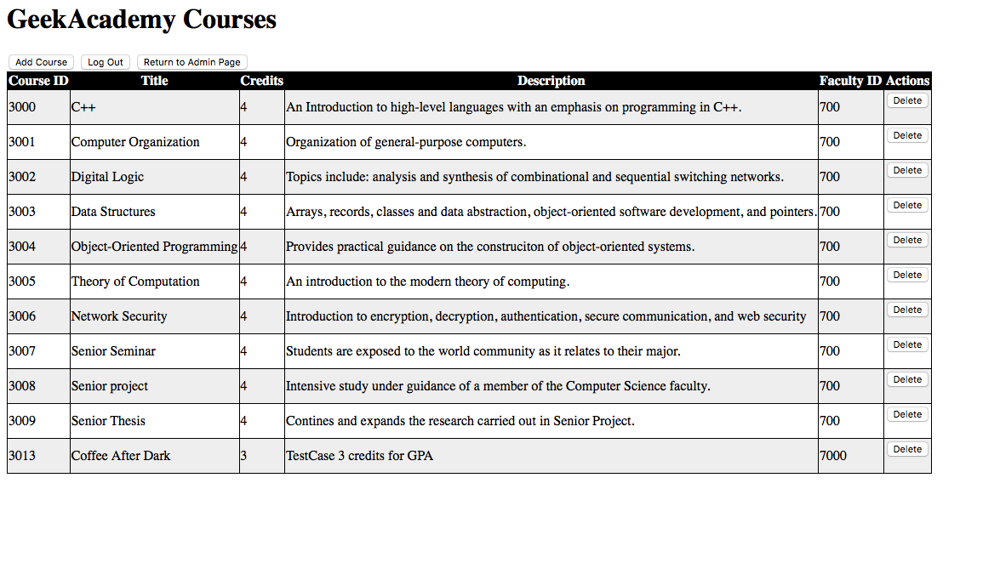 GeekAcademy Courses
Add Course Log Out Return to Admin Page
Course ID Title Credits Description Faculty ID Actions
3000 C++ 4 An Introduction to high-level languages with an emphasis on programming in C++. 700 Delete
3001 Computer Organization 4 Organization of general-purpose computers. 700 Delete
3002 Digital Logic 4 Topics include: analysis and synthesis of combinational and sequential switching networks. 700 Delete
3003 Data Structures 4 Arrays, records, classes and data abstraction, object-oriented software development, and pointers. 700 Delete
3004 Object-Oriented Programming 4 Provides practical guidance on the construciton of object-oriented systems. 700 Delete
3005 Theory of Computation 4 An introduction to the modern theory of computing. 700 Delete
3006 Network Security 4 Introduction to encryption, decryption, authentication, secure communication, and web security 700 Delete
3007 Senior Seminar 4 Students are exposed to the world community as it relates to their major. 700 Delete
3008 Senior project 4 Intensive study under guidance of a member of the Computer Science faculty. 700 Delete
3009 Senior Thesis 4 Contines and expands the research carried out in Senior Project. 700 Delete
3013 Coffee After Dark 3 TestCase 3 credits for GPA 7000 Delete